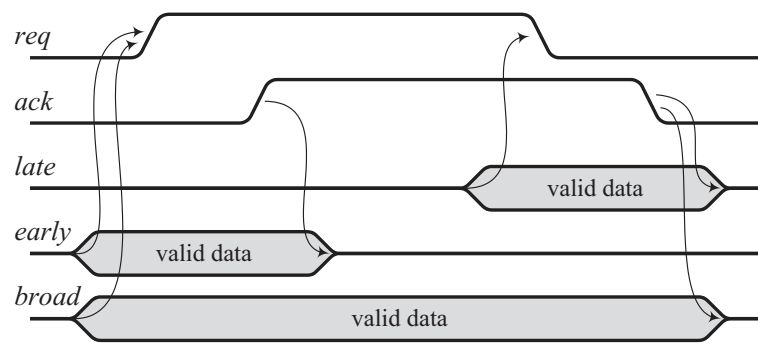 req
ack
late
valid data
early
valid data
broad
valid data